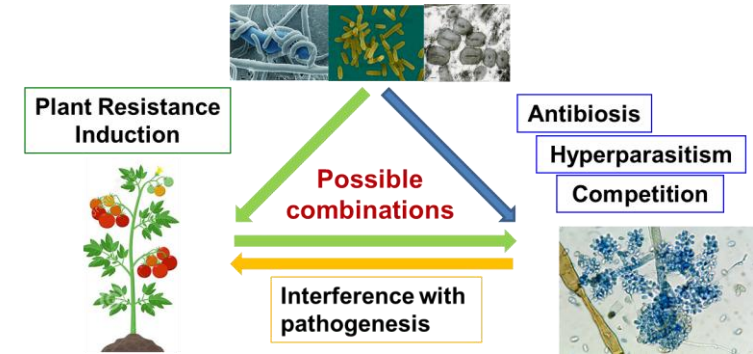 Plant Resistance
Induction
Antibiosis
Hyperparasitism
Competition
Possible
combinations
Interference with
pathogenesis